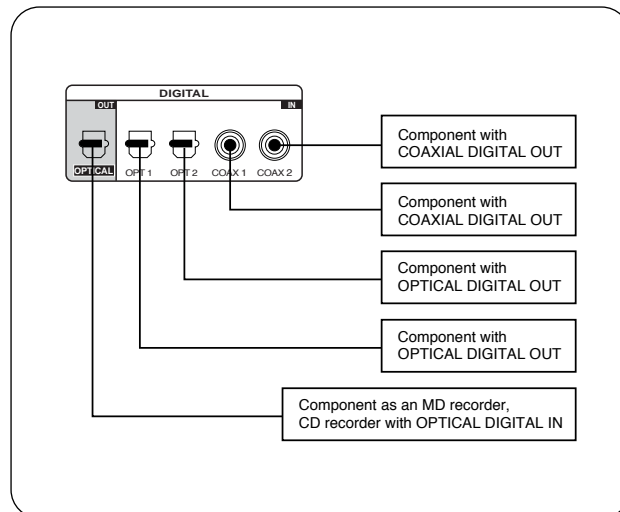 DIGITAL
OUT
IN
OPTICAL
OPT 1
OPT 2
COAX 1
COAX 2
Component with
COAXIAL DIGITAL OUT
Component with
COAXIAL DIGITAL OUT
Component with
OPTICAL DIGITAL OUT
Component with
OPTICAL DIGITAL OUT
Component as an MD recorder,
CD recorder with OPTICAL DIGITAL IN